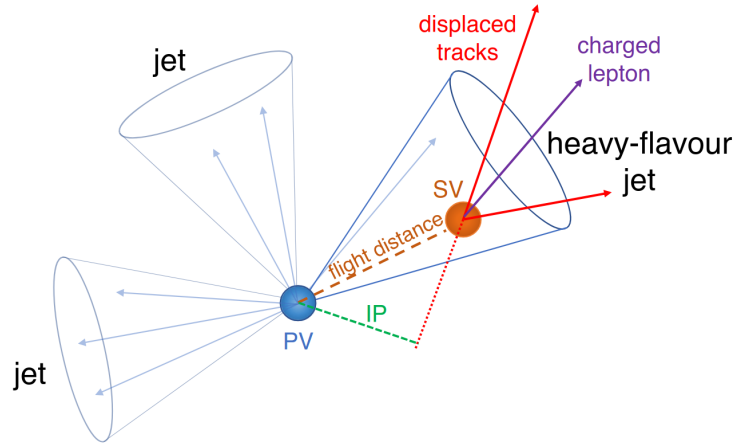 displaced
tracks
charged
lepton
jet
heavy-flavour
jet
SV
flight distance
IP
PV
jet